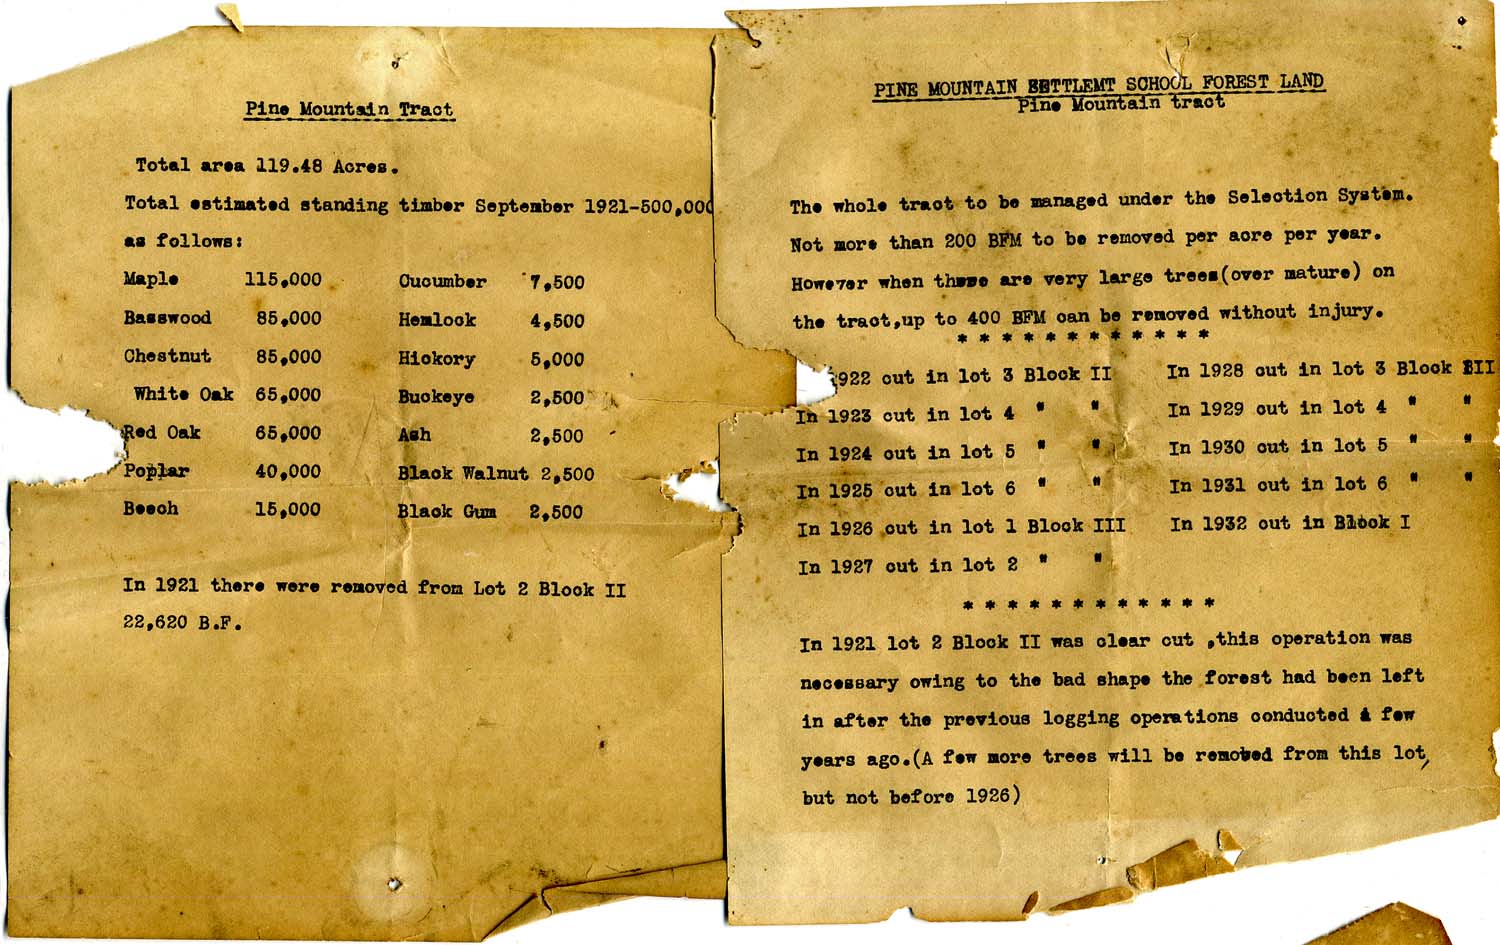 Pine Mountain Tract
Total area 119.48 Acres.
Total estimated standing timber September 1921-500,000
as follows:
Maple 115,000 Cucumber 7,500
Basswood 85,000 Hemlock 4,500
Chestnut 85,000 Hickory 5,000
White Oak 65,000 Buckeye 2,500
Red Oak 65,000 Ash 2,500
Poplar 40,000 Black Walnut 2,500
Beech 15,000 Black Gum 2,500
In 1921 there were removed from Lot 2 Block II
22,620 B.F.
PINE MOUNTAIN SETTLEMT SCHOOL FOREST LAND
Pine Mountain tract
The whole tract to be managed under the Selection System.
Not more than 200 BFM to be removed per acre per year.
However when these are very large trees(over mature) on
the tract,up to 400 BFM can be removed without injury.
* * * * * * * * * * * *
1922 cut in lot 3 Block II In 1928 cut in lot 3 Block III
In 1923 cut in lot 4 " " In 1929 cut in lot 4 " "
In 1924 cut in lot 5 " " In 1930 cut in lot 5 " "
In 1925 cut in lot 6 " " In 1931 cut in lot 6 " "
In 1926 cut in lot 1 Block III In 1932 cut in Block I
In 1927 cut in lot 2 " "
* * * * * * * * * * * *
In 1921 lot 2 Block II was clear cut ,this operation was
necessary owing to the bad shape the forest had been left
in after the previous logging operations conducted a few
years ago.(A few more trees will be removed from this lot,
but not before 1926)